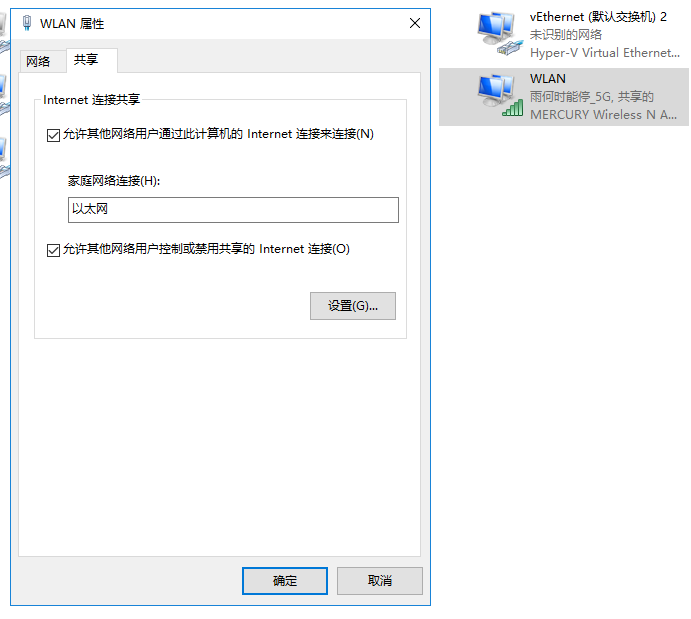 WLAN 属性
网络
共享
Internet 连接共享
允许其他网络用户通过此计算机的 Internet 连接来连接(N)
家庭网络连接(H):
以太网
允许其他网络用户控制或禁用共享的 Internet 连接(O)
设置(G)...
确定
取消
vEthernet (默认交换机) 2
未识别的网络
Hyper-V Virtual Ethernet...
WLAN
雨何时能停_5G, 共享的
MERCURY Wireless N A...